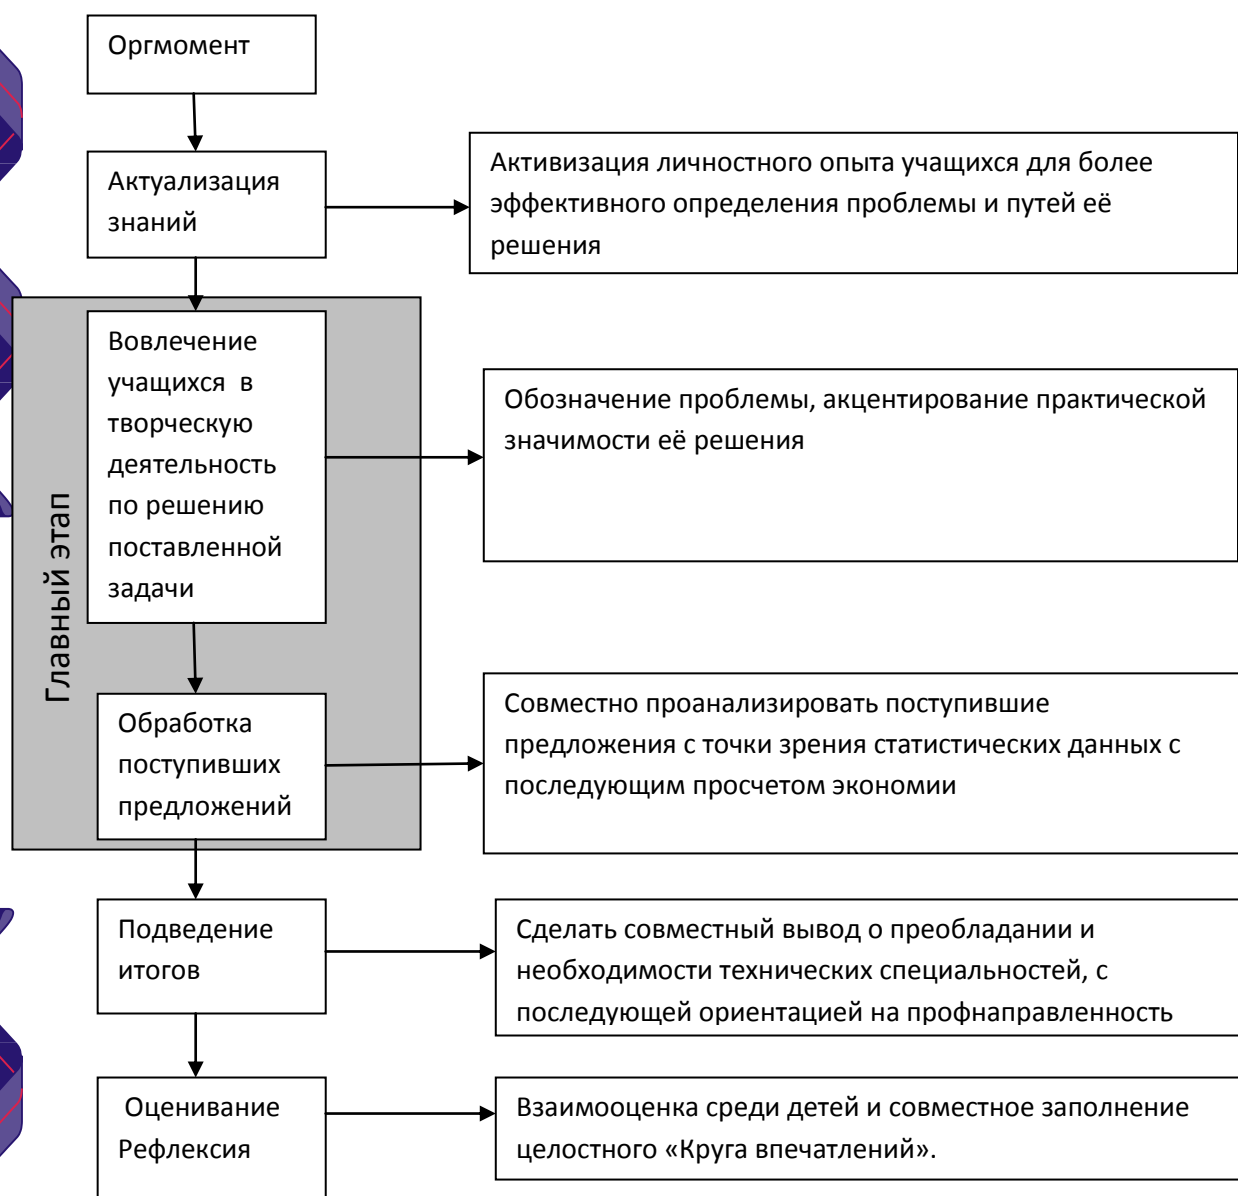 Оргмомент
Актуализация
знаний
Активизация личностного опыта учащихся для более
эффективного определения проблемы и путей её
решения
Главный этап
Вовлечение
учащихся в
творческую
деятельность
по решению
поставленной
задачи
Обозначение проблемы, акцентирование практической
значимости её решения
Обработка
поступивших
предложений
Совместно проанализировать поступившие
предложения с точки зрения статистических данных с
последующим просчетом экономии
Подведение
итогов
Сделать совместный вывод о преобладании и
необходимости технических специальностей, с
последующей ориентацией на профнаправленность
Оценивание
Рефлексия
Взаимооценка среди детей и совместное заполнение
целостного «Круга впечатлений».